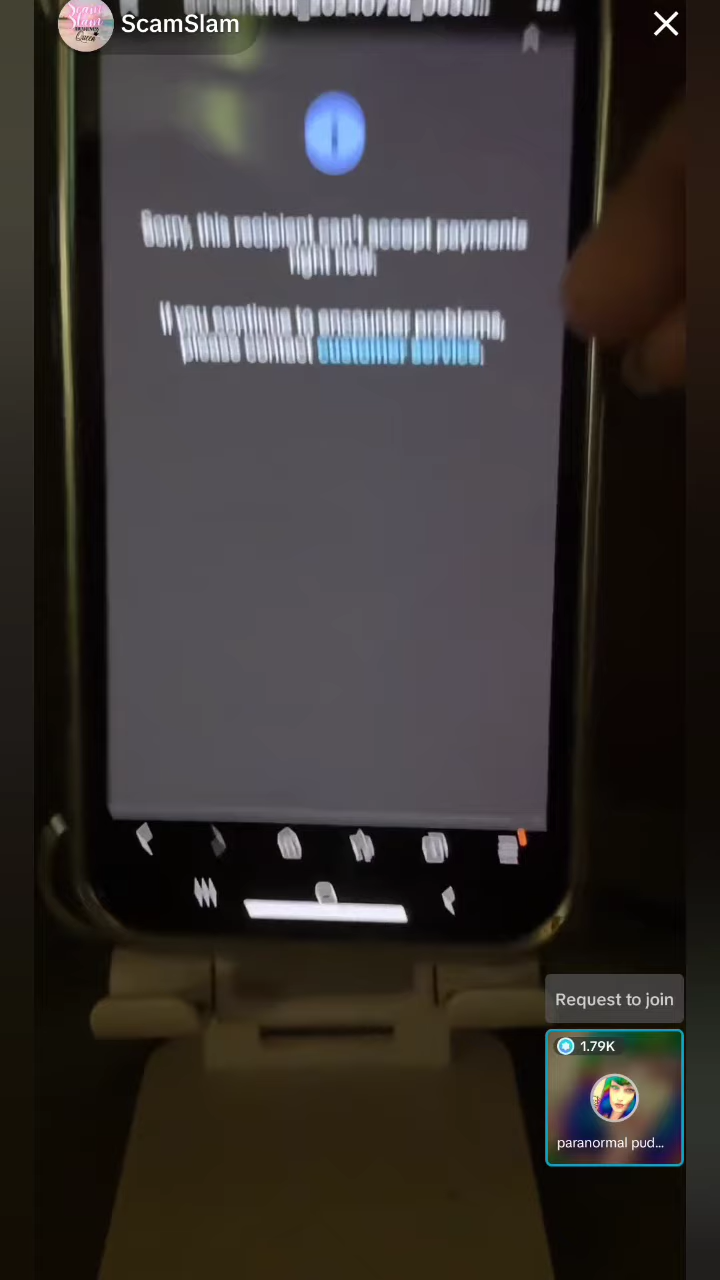 ScamSlam
Sorry, this recipient can't accept payments
right now.
If you continue to encounter problems,
please contact customer service.
Request to join
1.79K
paranormal pud...